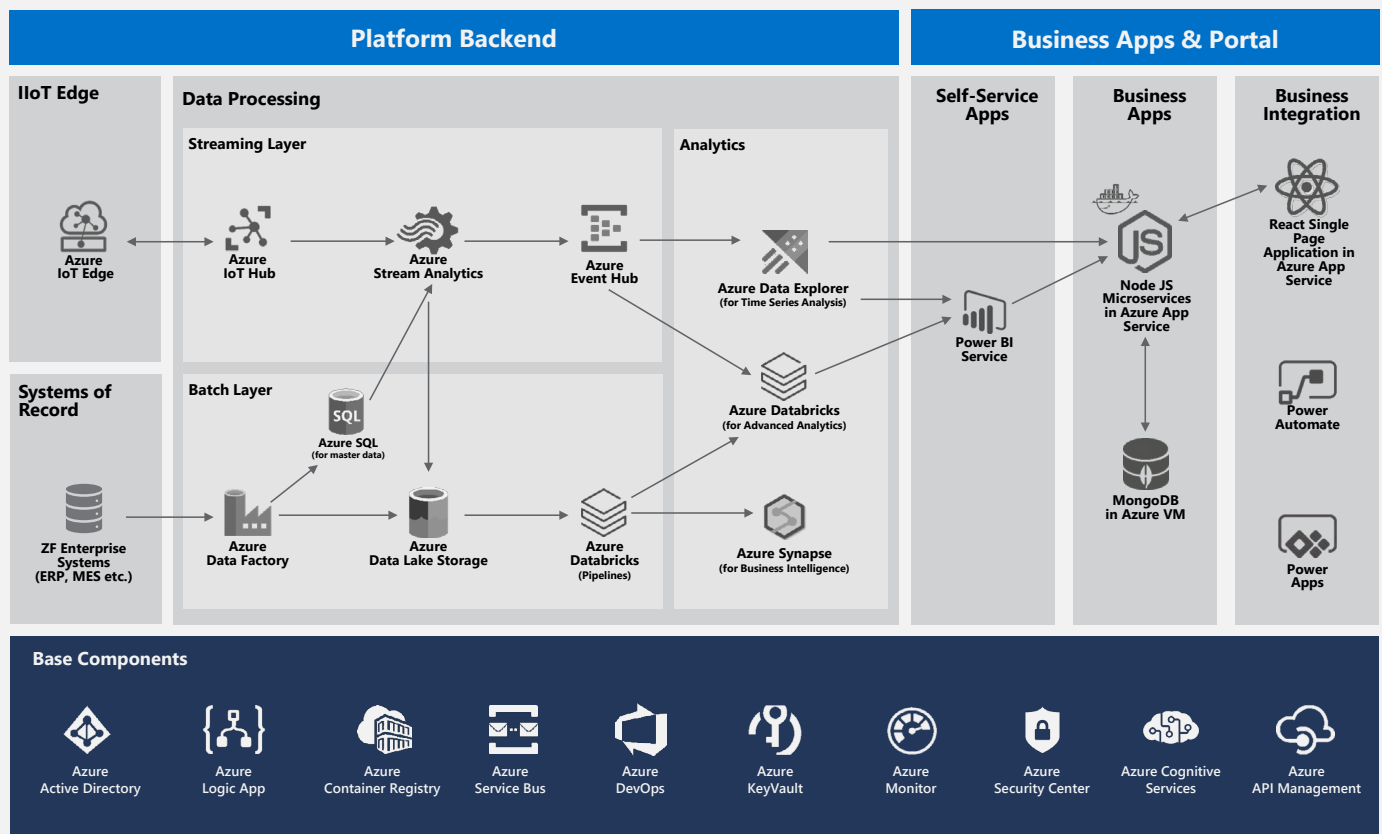 Platform Backend
Business Apps & Portal
IIoT Edge
Azure
IoT Edge
Systems of
Record
ZF Enterprise
Systems
(ERP, MES etc.)
Data Processing
Streaming Layer
Azure
IoT Hub
Azure
Stream Analytics
Azure
Event Hub
Batch Layer
SQL
Azure SQL
(for master data)
Azure
Data Factory
Azure
Data Lake Storage
Azure
Databricks
(Pipelines)
Analytics
Azure Data Explorer
(for Time Series Analysis)
Azure Databricks
(for Advanced Analytics)
Azure Synapse
(for Business Intelligence)
Self-Service
Apps
Power BI
Service
Business
Apps
JS
Node JS
Microservices
in Azure App
Service
MongoDB
in Azure VM
Business
Integration
React Single
Page
Application in
Azure App
Service
Power
Automate
Power
Apps
Base Components
Azure
Active Directory
Azure
Logic App
Azure
Container Registry
Azure
Service Bus
Azure
DevOps
Azure
KeyVault
Azure
Monitor
Azure
Security Center
Azure Cognitive
Services
Azure
API Management